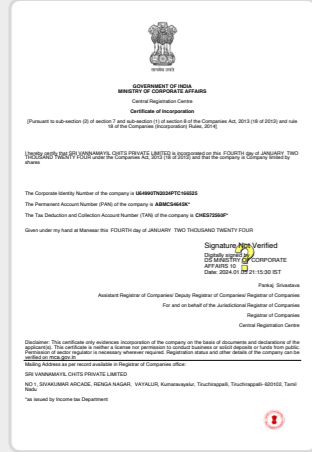 सत्यमेव जयते
GOVERNMENT OF INDIA
MINISTRY OF CORPORATE AFFAIRS
Central Registration Centre
Certificate of Incorporation
[Pursuant to sub-section (2) of section 7 and sub-section (1) of section 8 of the Companies Act, 2013 (18 of 2013) and rule
18 of the Companies (Incorporation) Rules, 2014]
I hereby certify that SRI VANNAMAYIL CHITS PRIVATE LIMITED is incorporated on this FOURTH day of JANUARY TWO
THOUSAND TWENTY FOUR under the Companies Act, 2013 (18 of 2013) and that the company is Company limited by
shares
The Corporate Identity Number of the company is U64990TN2024PTC166525
The Permanent Account Number (PAN) of the company is ABMCS4645K*
The Tax Deduction and Collection Account Number (TAN) of the company is CHES72560F*
Given under my hand at Manesar this FOURTH day of JANUARY TWO THOUSAND TWENTY FOUR
Signature Not Verified
Digitally signed by
DS MINISTRY OF CORPORATE
AFFAIRS 10
Date: 2024.01.05 21:15:30 IST
Pankaj Srivastava
Assistant Registrar of Companies/ Deputy Registrar of Companies/ Registrar of Companies
For and on behalf of the Jurisdictional Registrar of Companies
Registrar of Companies
Central Registration Centre
Disclaimer: This certificate only evidences incorporation of the company on the basis of documents and declarations of the
applicant(s). This certificate is neither a license nor permission to conduct business or solicit deposits or funds from public.
Permission of sector regulator is necessary wherever required. Registration status and other details of the company can be
verified on mca.gov.in
Mailing Address as per record available in Registrar of Companies office:
SRI VANNAMAYIL CHITS PRIVATE LIMITED
NO 1, SIVAKUMAR ARCADE, RENGA NAGAR, VAYALUR, Kumaravayalur, Tiruchirappalli, Tiruchirappalli- 620102, Tamil
Nadu
*as issued by Income tax Department